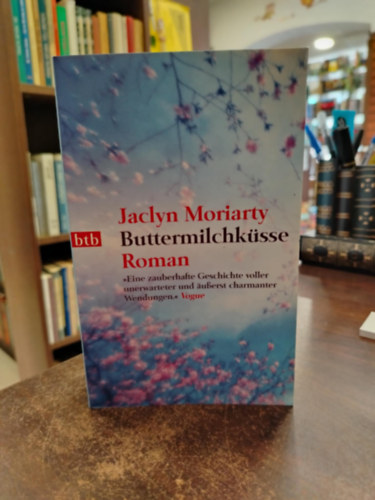 Jaclyn Moriarty
btb
Buttermilchküsse
Roman
»Eine zauberhafte Geschichte voller
unerwarteter und äußerst charmanter
Wendungen.« Vogue